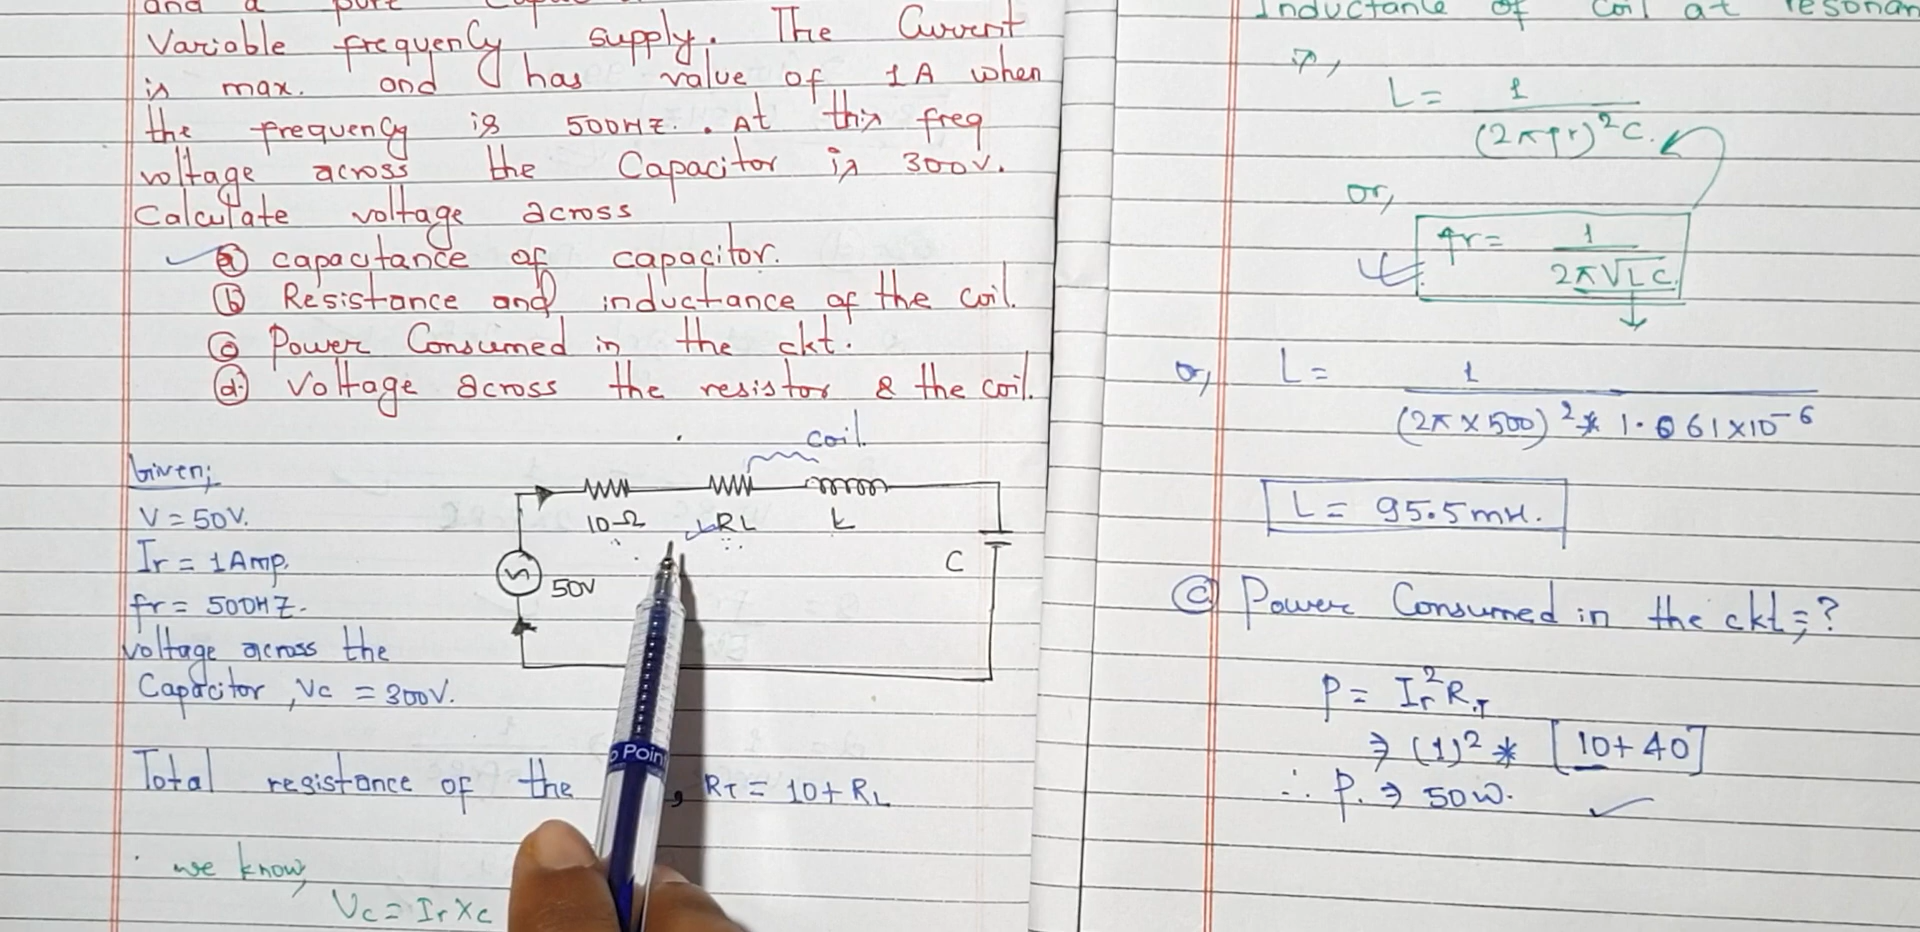 and a pure
Variable frequency supply. The Current
is max. and has value of 1A when
the frequency is 500HZ. At this freq
voltage across the Capacitor is 300V.
Calculate voltage across
(a) capacitance of capacitor.
(b) Resistance and inductance of the coil.
(c) Power Consumed in the ckt.
(d) Voltage across the resistor & the coil.
coil
Given;
V = 50V.
Ir = 1Amp.
fr = 500HZ.
voltage across the
Capacitor, Vc = 300V.
10Ω RL L
50V C
Total resistance of the , RT = 10 + RL
we know,
Vc = Ir Xc
Inductance of coil at
L = 1 / (2πfr)²C.
or,
fr = 1 / 2π√LC
or, L = 1 / (2π×500)² * 1.061×10⁻⁶
L = 95.5mH.
(c) Power Consumed in the ckt = ?
P = Ir² RT
⇒ (1)² * [10+40]
∴ P. ⇒ 50W.
Point